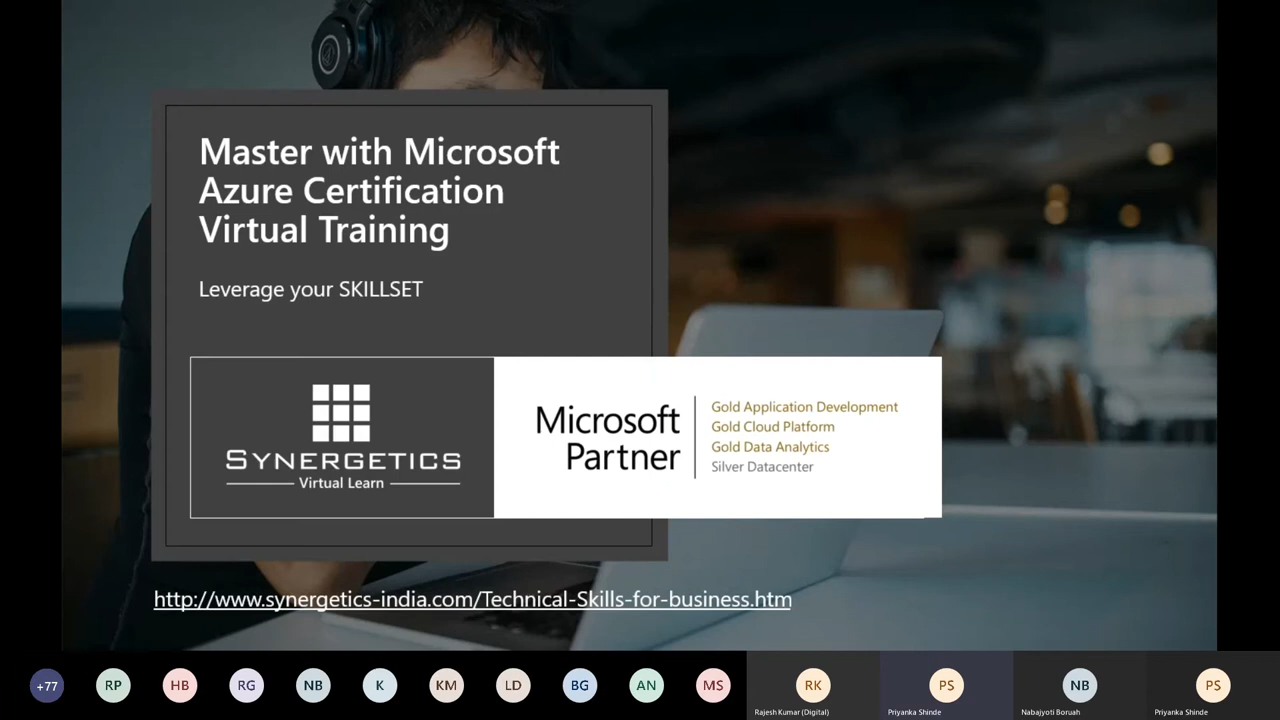 Master with Microsoft
Azure Certification
Virtual Training
Leverage your SKILLSET
SYNERGETICS
Virtual Learn
Microsoft
Partner
Gold Application Development
Gold Cloud Platform
Gold Data Analytics
Silver Datacenter
http://www.synergetics-india.com/Technical-Skills-for-business.htm
+77 RP HB RG NB K KM LD BG AN MS RK PS NB PS
Rajesh Kumar (Digital) Priyanka Shinde Nabajyoti Boruah Priyanka Shinde